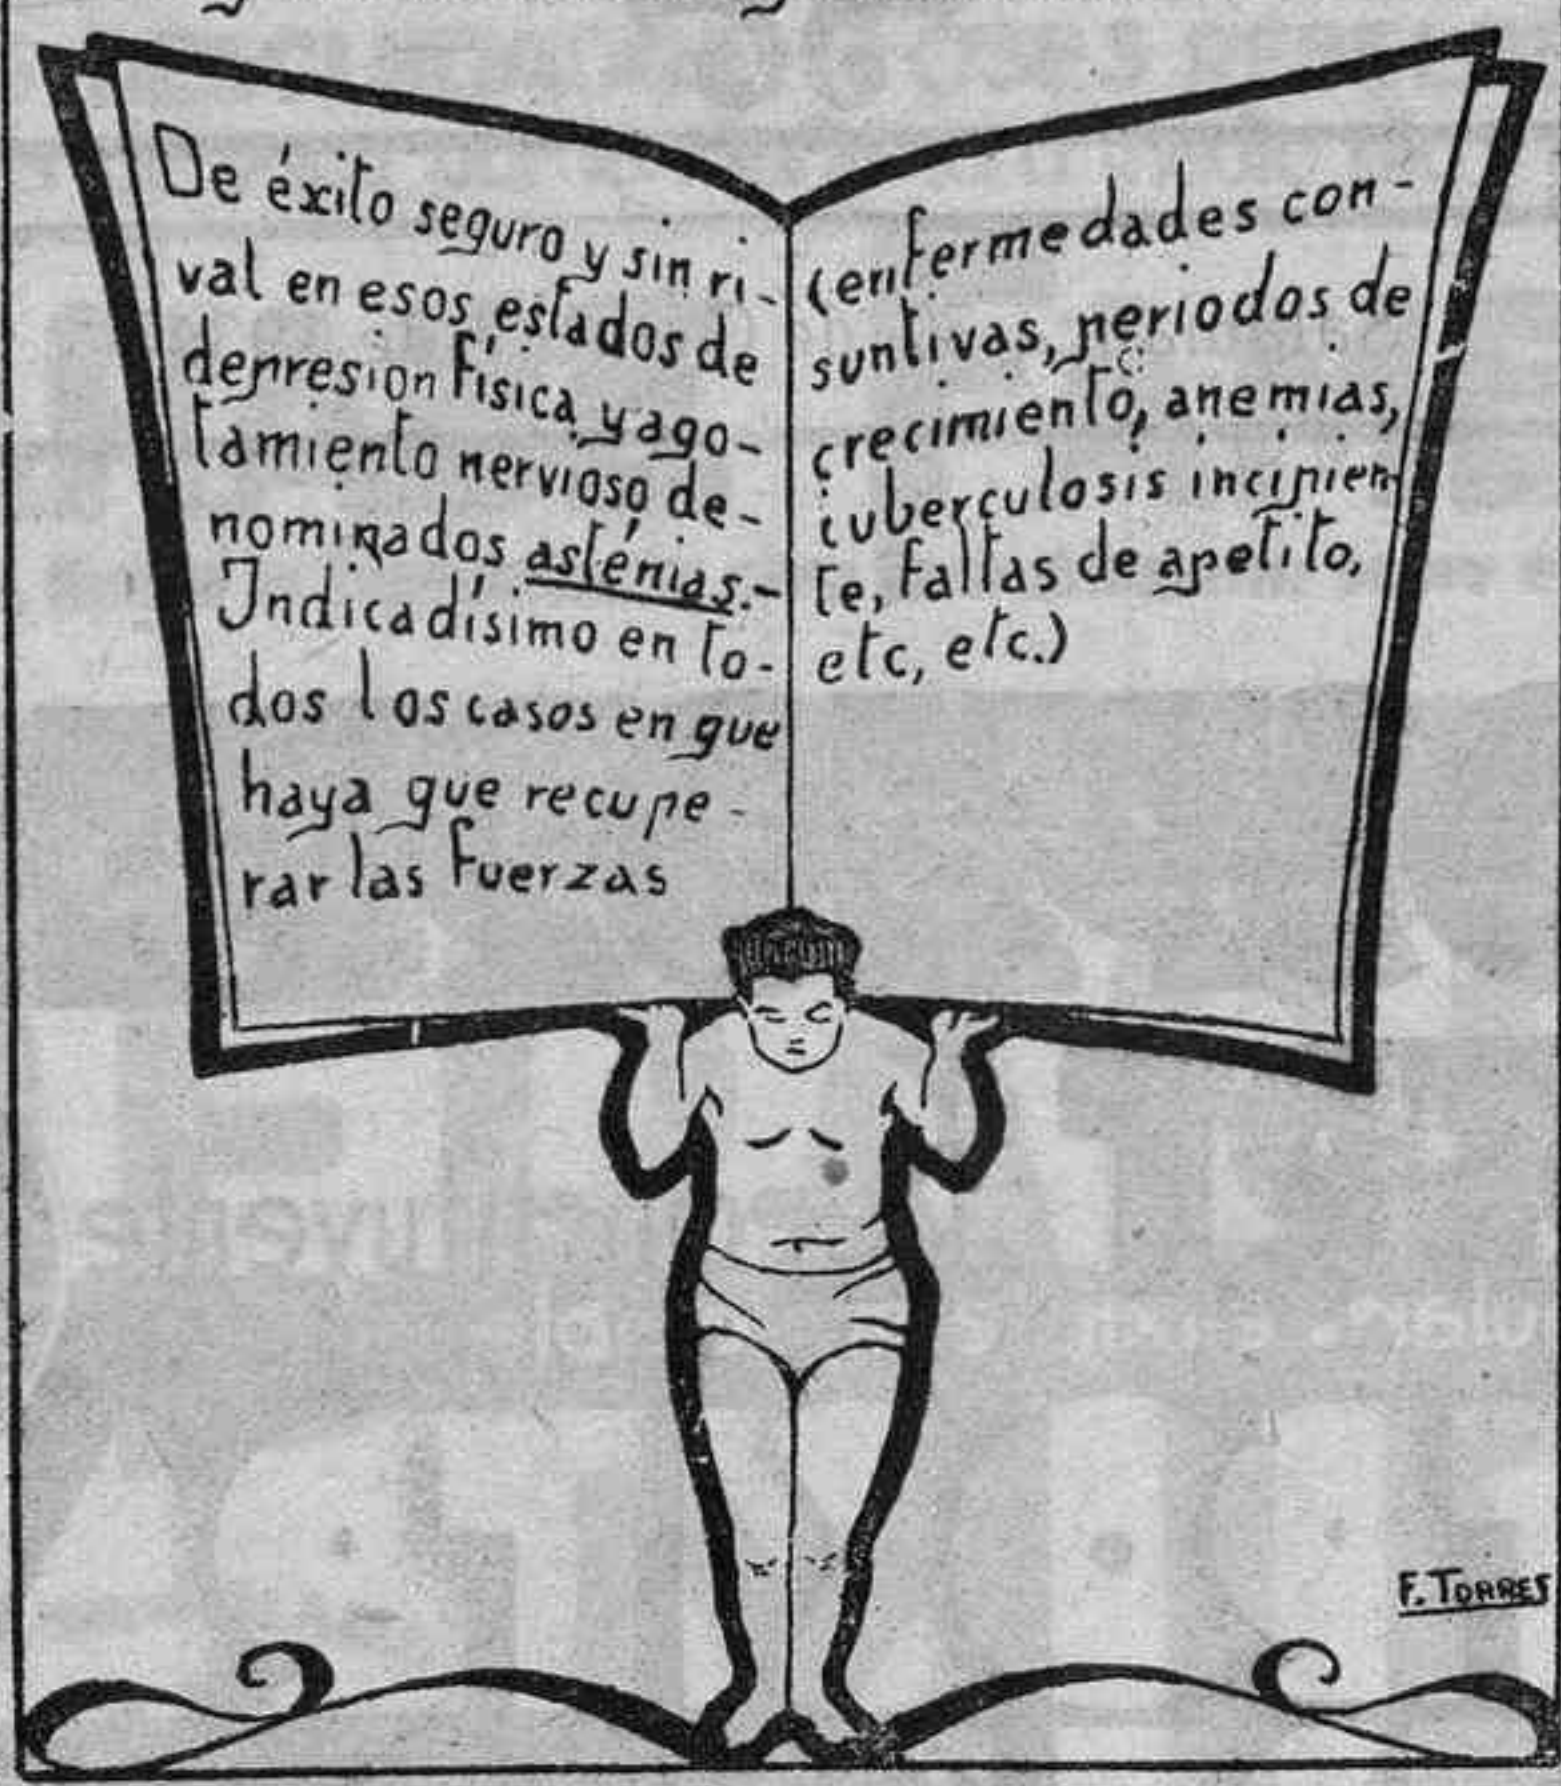 De éxito seguro y sin ri-
val en esos estados de
depresion física y ago-
tamiento nervioso de-
nominados asténias.-
Indicadísimo en to-
dos los casos en que
haya que recupe-
rar las fuerzas
(enfermedades con-
suntivas, periodos de
crecimiento, anemias,
tuberculosis incipien
te, faltas de apetito,
etc, etc.)
F. TORRES